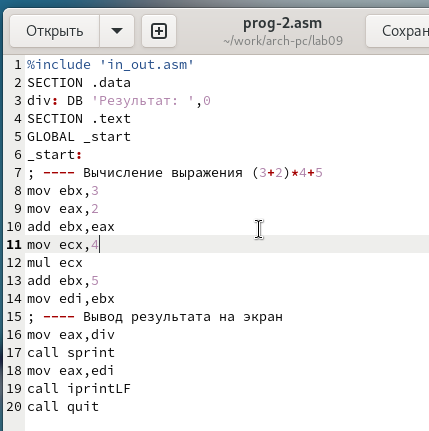 Открыть
prog-2.asm
~/work/arch-pc/lab09
Сохран
1 %include 'in_out.asm'
2 SECTION .data
3 div: DB 'Результат: ',0
4 SECTION .text
5 GLOBAL _start
6 _start:
7 ; ---- Вычисление выражения (3+2)*4+5
8 mov ebx,3
9 mov eax,2
10 add ebx,eax
11 mov ecx,4
12 mul ecx
13 add ebx,5
14 mov edi,ebx
15 ; ---- Вывод результата на экран
16 mov eax,div
17 call sprint
18 mov eax,edi
19 call iprintLF
20 call quit